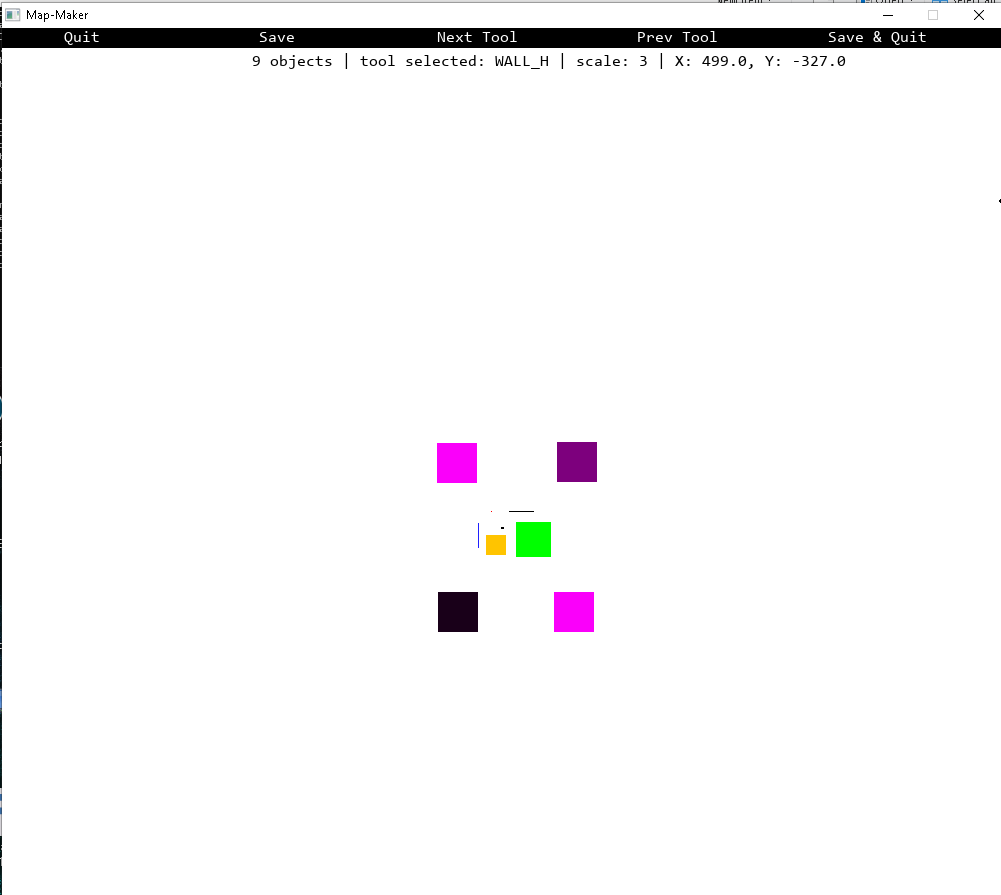 Map-Maker
Quit Save Next Tool Prev Tool Save & Quit
9 objects | tool selected: WALL_H | scale: 3 | X: 499.0, Y: -327.0